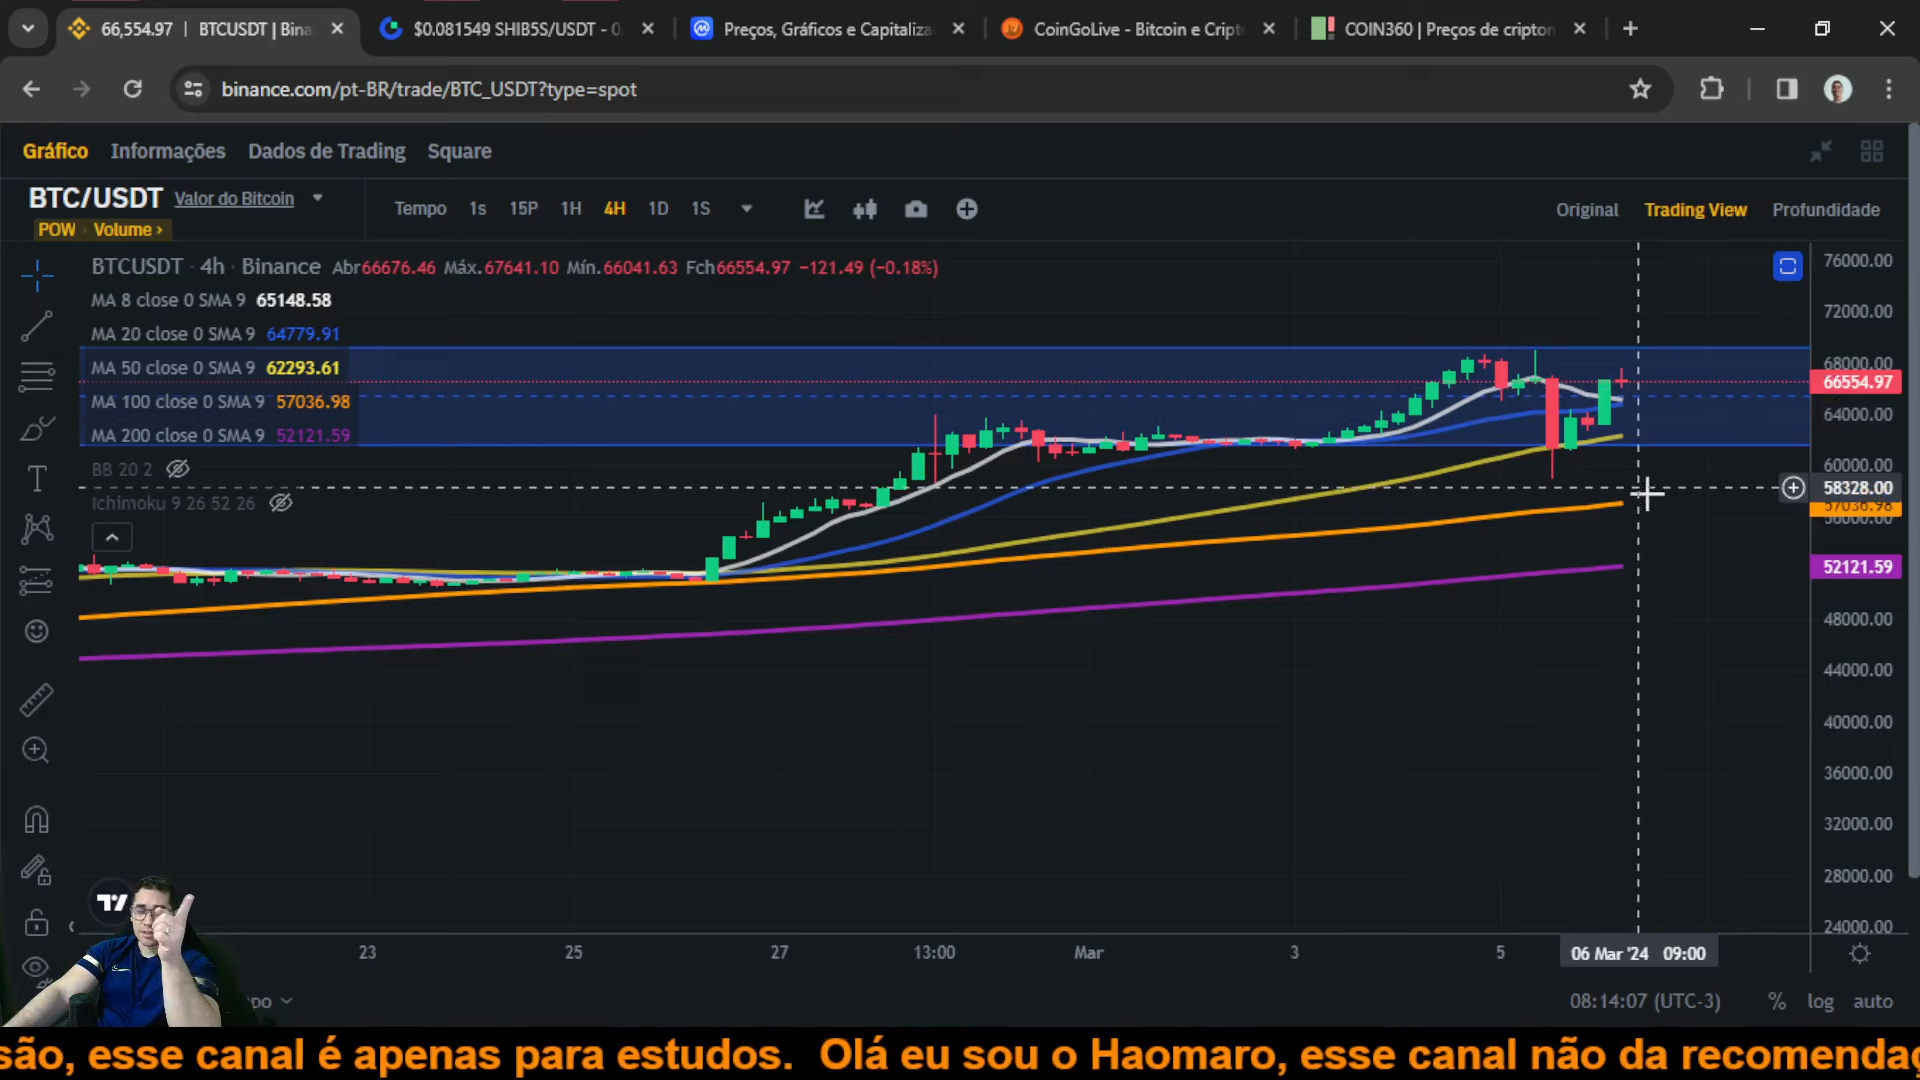 66,554.97 | BTCUSDT | Bina
$0.081549 SHIB5S/USDT - 0.
Preços, Gráficos e Capitaliza
CoinGoLive - Bitcoin e Cript
COIN360 | Preços de cripton
binance.com/pt-BR/trade/BTC_USDT?type=spot
Gráfico Informações Dados de Trading Square
BTC/USDT Valor do Bitcoin
POW Volume ›
Tempo 1s 15P 1H 4H 1D 1S
Original Trading View Profundidade
BTCUSDT · 4h · Binance Abr66676.46 Máx.67641.10 Mín.66041.63 Fch66554.97 −121.49 (−0.18%)
MA 8 close 0 SMA 9 65148.58
MA 20 close 0 SMA 9 64779.91
MA 50 close 0 SMA 9 62293.61
MA 100 close 0 SMA 9 57036.98
MA 200 close 0 SMA 9 52121.59
BB 20 2
Ichimoku 9 26 52 26
76000.00
72000.00
68000.00
66554.97
64000.00
60000.00
58328.00
57036.98
56000.00
52121.59
48000.00
44000.00
40000.00
36000.00
32000.00
28000.00
24000.00
23 25 27 13:00 Mar 3 5 06 Mar '24 09:00
08:14:07 (UTC-3) % log auto
são, esse canal é apenas para estudos. Olá eu sou o Haomaro, esse canal não da recomendaç